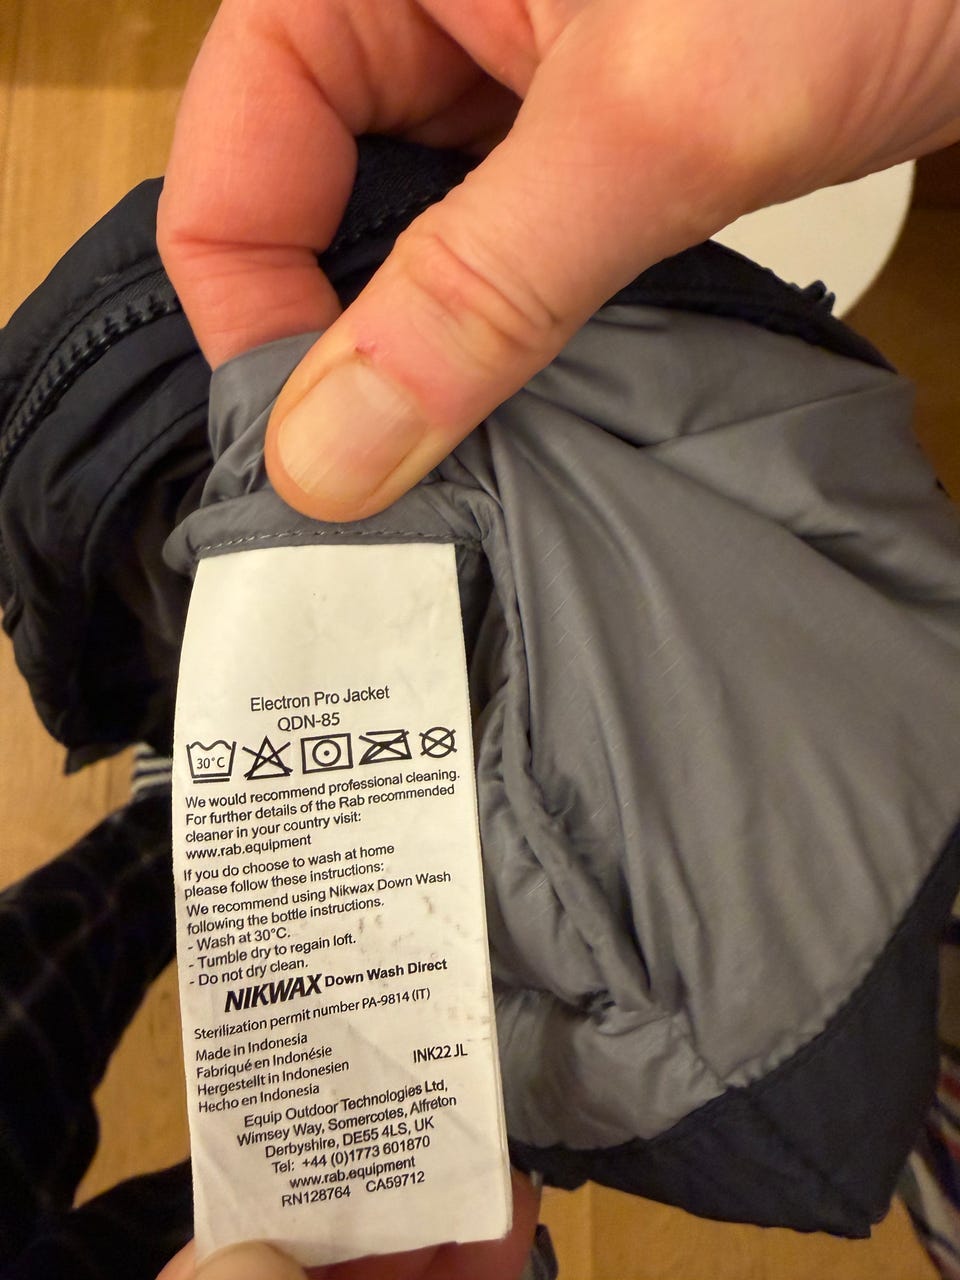 Electron Pro Jacket
QDN-85
30°C
We would recommend professional cleaning.
For further details of the Rab recommended
cleaner in your country visit:
www.rab.equipment
If you do choose to wash at home
please follow these instructions:
We recommend using Nikwax Down Wash
following the bottle instructions.
- Wash at 30°C.
- Tumble dry to regain loft.
- Do not dry clean.
NIKWAX Down Wash Direct
Sterilization permit number PA-9814 (IT)
Made in Indonesia
Fabriqué en Indonésie
Hergestellt in Indonesien INK22 JL
Hecho en Indonesia
Equip Outdoor Technologies Ltd,
Wimsey Way, Somercotes, Alfreton
Derbyshire, DE55 4LS, UK
Tel: +44 (0)1773 601870
www.rab.equipment
RN128764 CA59712